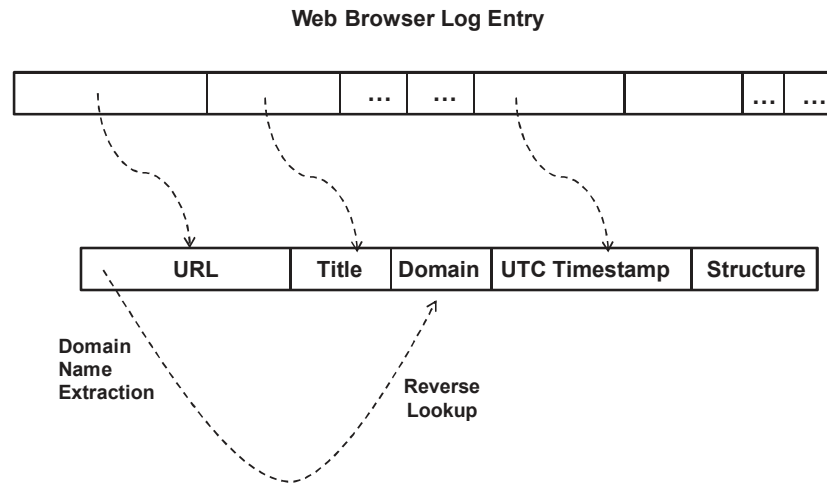 Web Browser Log Entry
... ... ... ...
URL Title Domain UTC Timestamp Structure
Domain
Name
Extraction
Reverse
Lookup